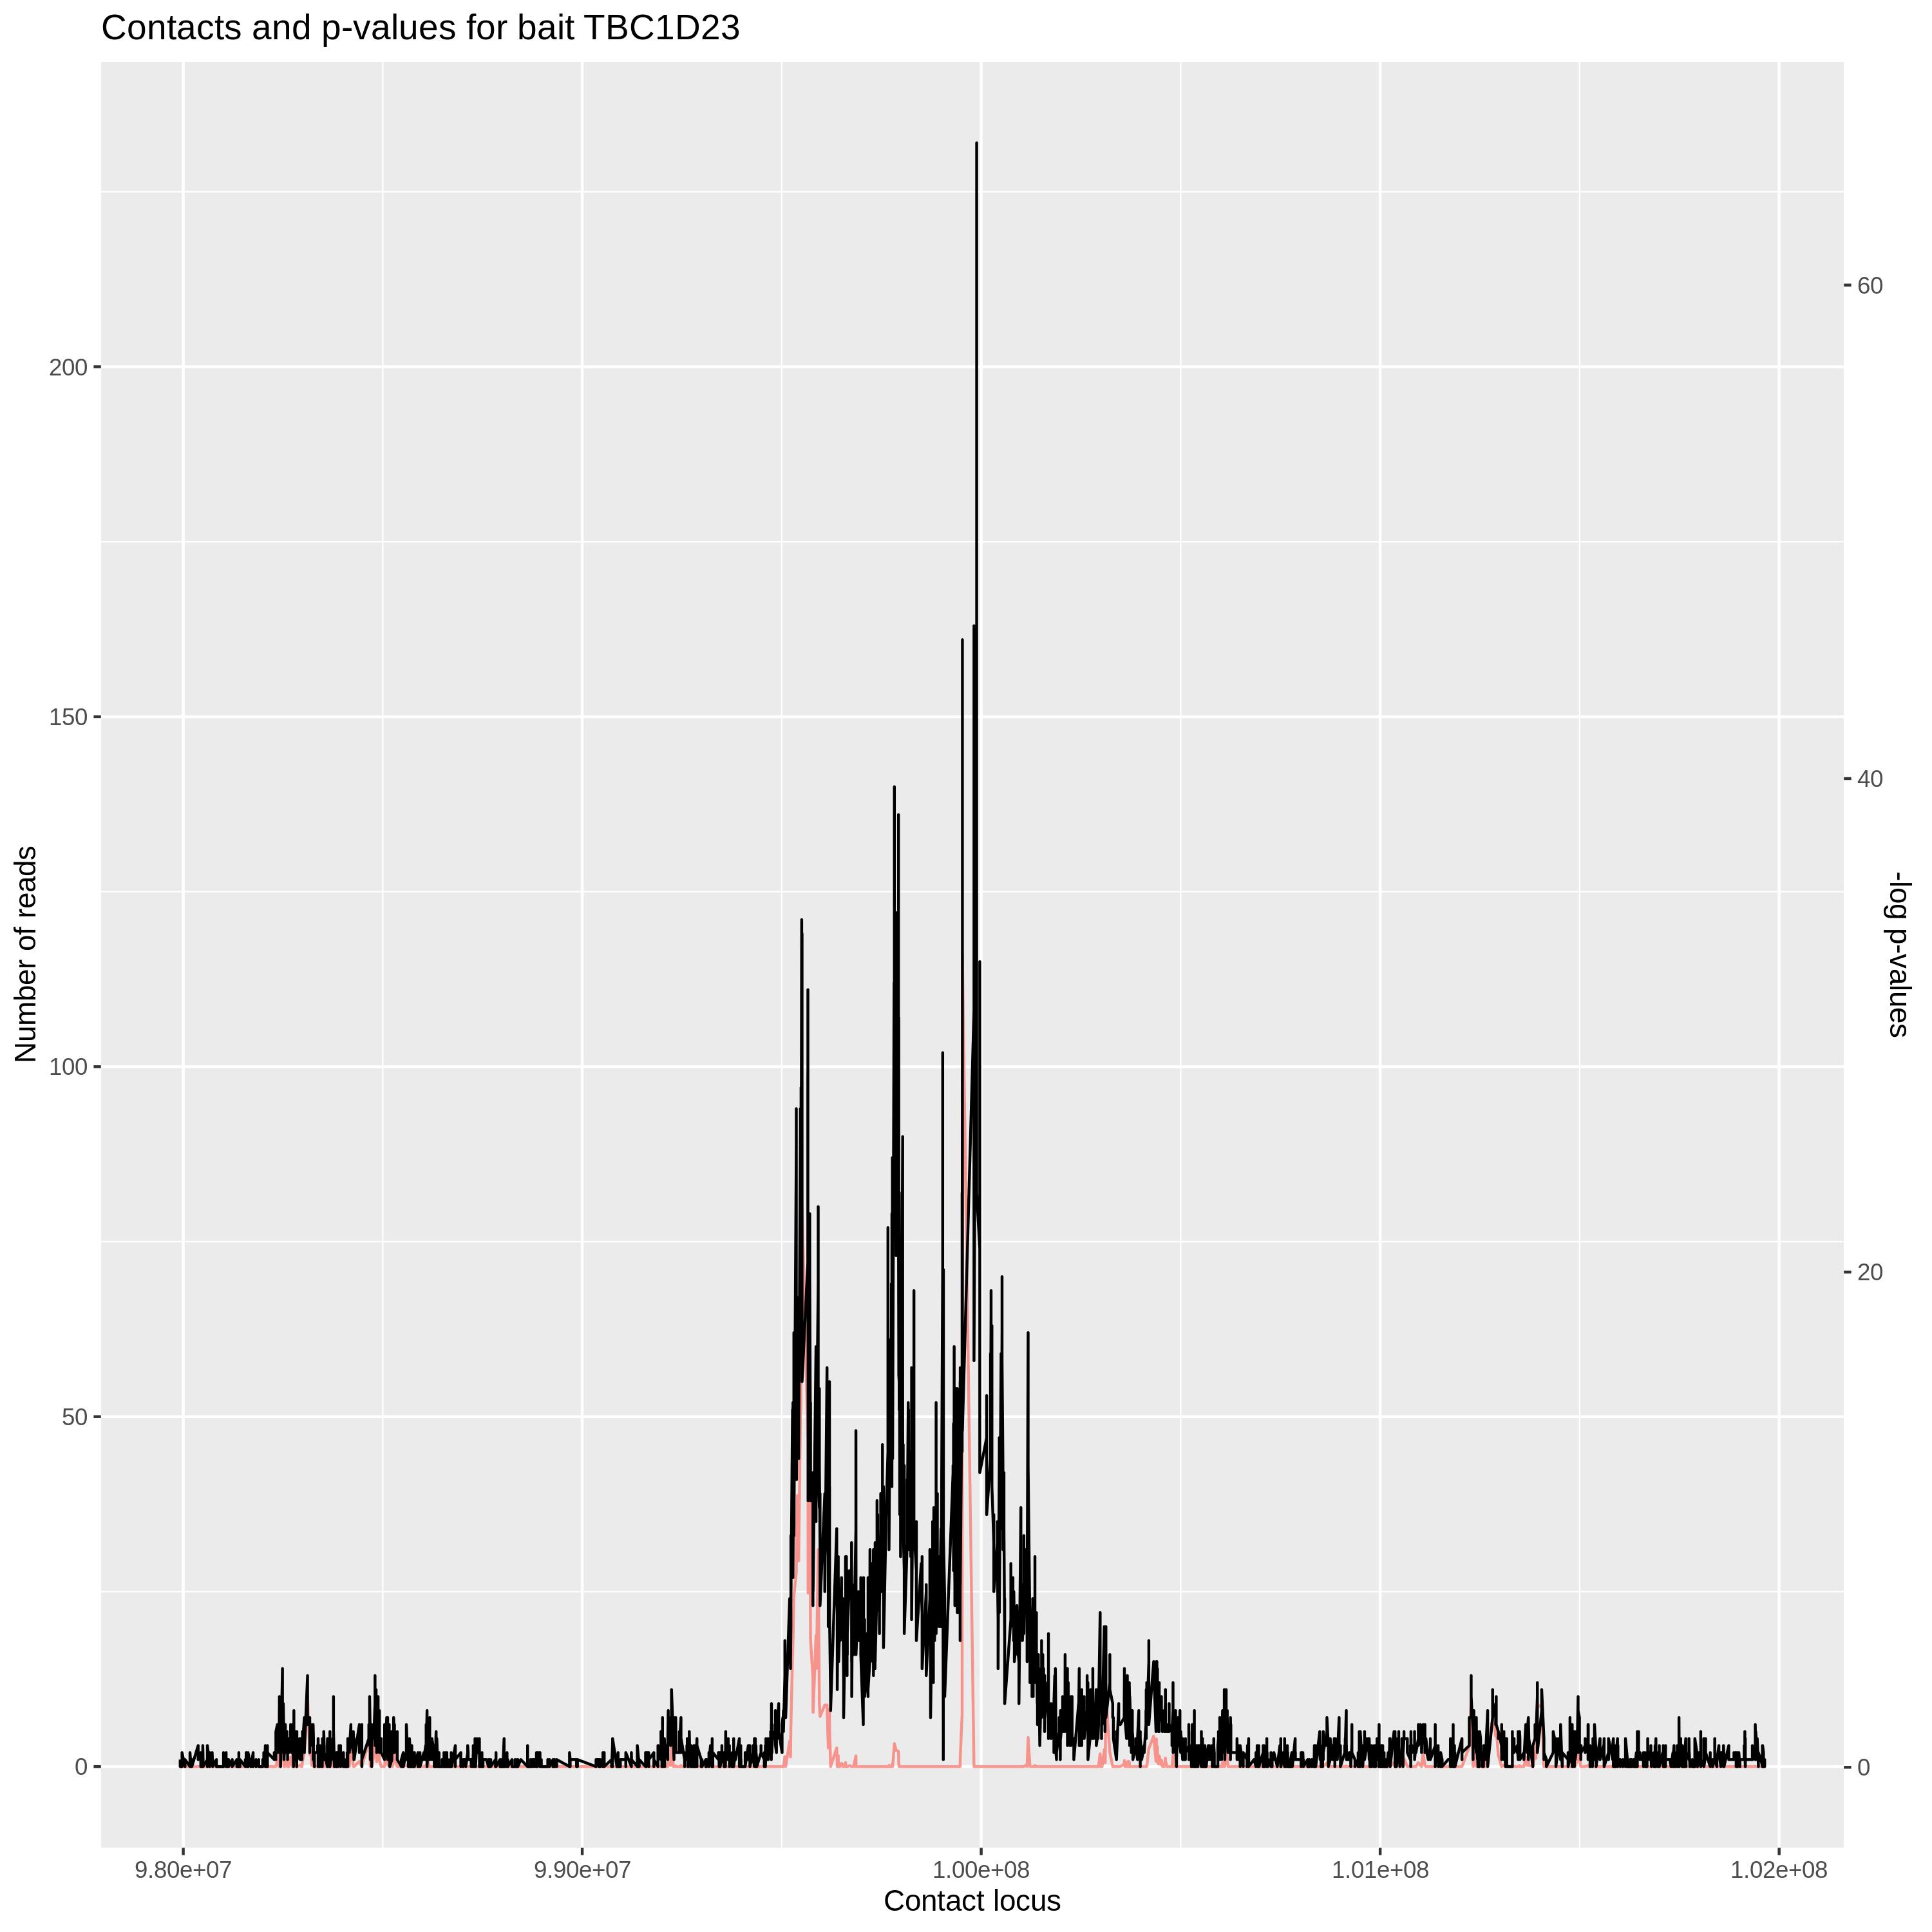 Contacts and p-values for bait TBC1D23
Number of reads
200
150
100
50
0
60
40
20
0
-log p-values
9.80e+07 9.90e+07 1.00e+08 1.01e+08 1.02e+08
Contact locus